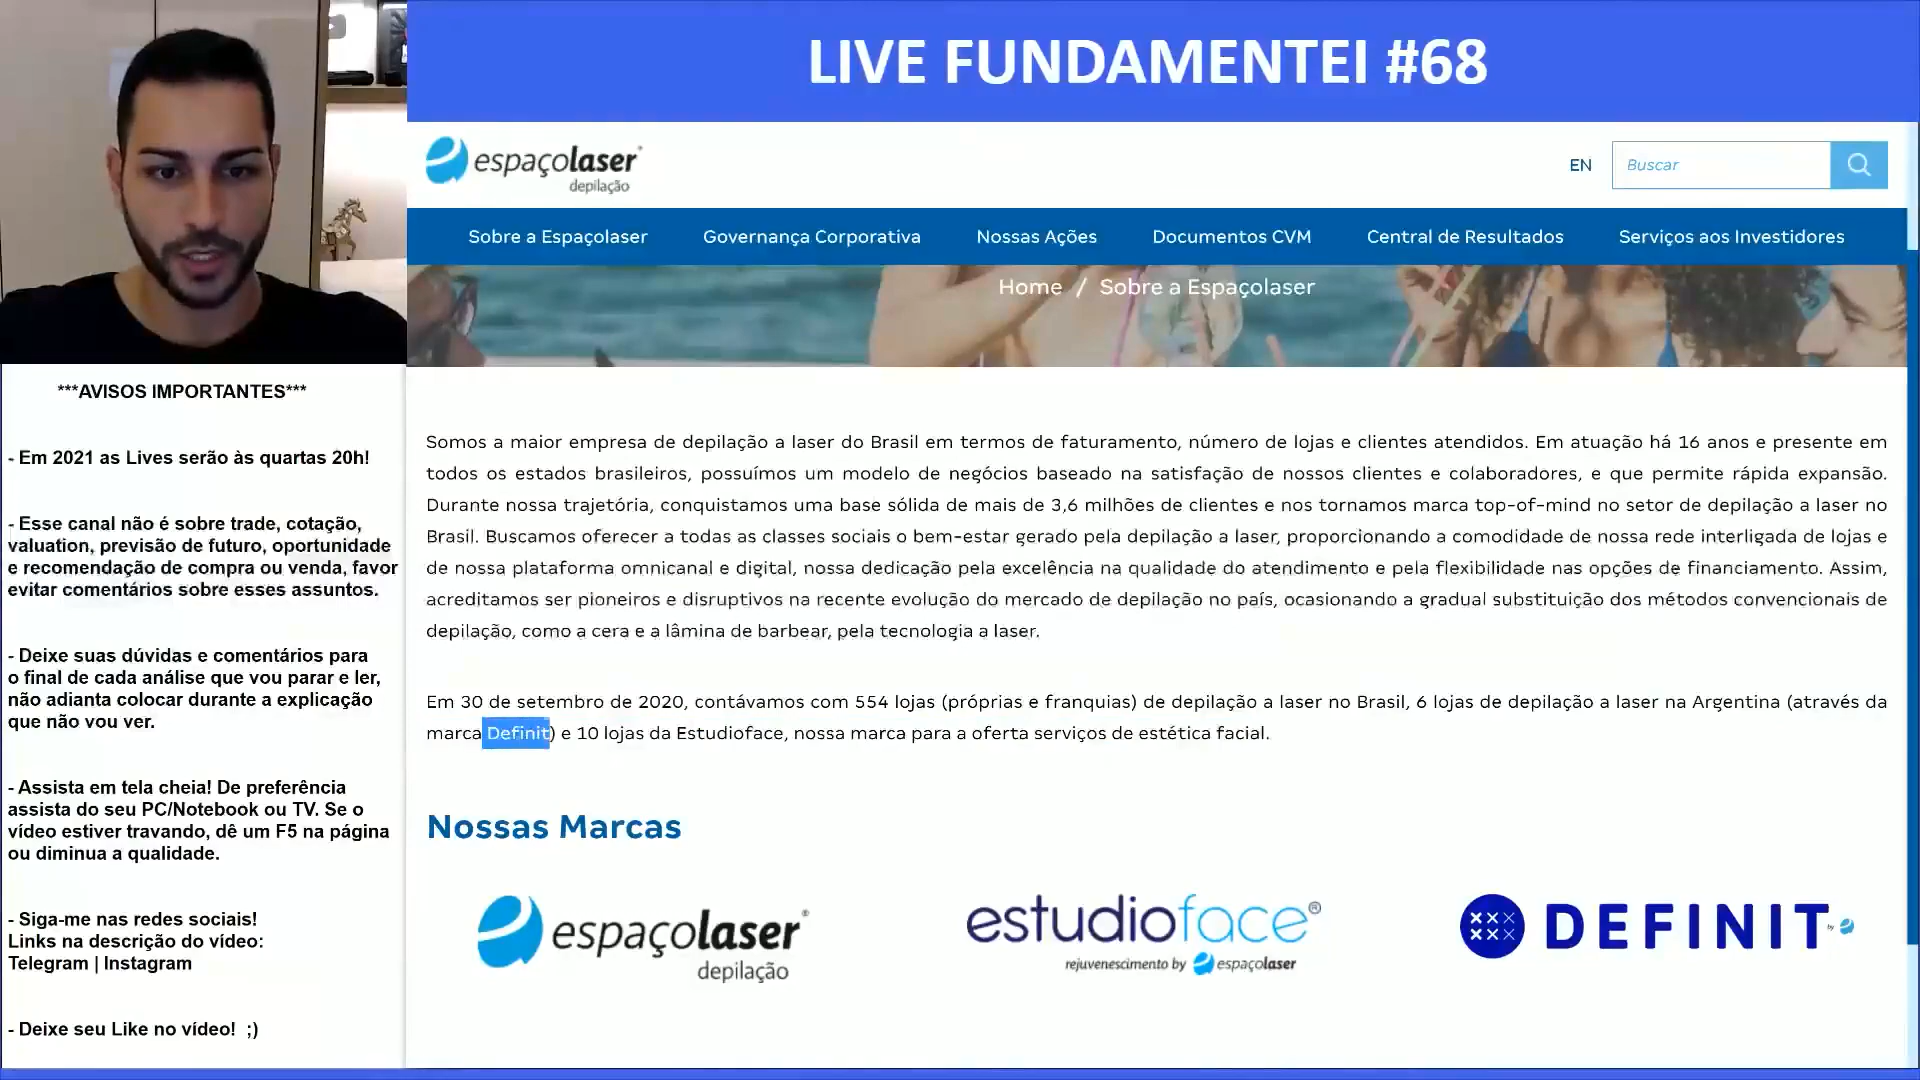 LIVE FUNDAMENTEI #68
espaçolaser
depilação
EN
Buscar
Sobre a Espaçolaser
Governança Corporativa
Nossas Ações
Documentos CVM
Central de Resultados
Serviços aos Investidores
Home / Sobre a Espaçolaser
***AVISOS IMPORTANTES***
- Em 2021 as Lives serão às quartas 20h!
- Esse canal não é sobre trade, cotação,
valuation, previsão de futuro, oportunidade
e recomendação de compra ou venda, favor
evitar comentários sobre esses assuntos.
- Deixe suas dúvidas e comentários para
o final de cada análise que vou parar e ler,
não adianta colocar durante a explicação
que não vou ver.
- Assista em tela cheia! De preferência
assista do seu PC/Notebook ou TV. Se o
vídeo estiver travando, dê um F5 na página
ou diminua a qualidade.
- Siga-me nas redes sociais!
Links na descrição do vídeo:
Telegram | Instagram
- Deixe seu Like no vídeo!  ;)
Somos a maior empresa de depilação a laser do Brasil em termos de faturamento, número de lojas e clientes atendidos. Em atuação há 16 anos e presente em
todos os estados brasileiros, possuímos um modelo de negócios baseado na satisfação de nossos clientes e colaboradores, e que permite rápida expansão.
Durante nossa trajetória, conquistamos uma base sólida de mais de 3,6 milhões de clientes e nos tornamos marca top-of-mind no setor de depilação a laser no
Brasil. Buscamos oferecer a todas as classes sociais o bem-estar gerado pela depilação a laser, proporcionando a comodidade de nossa rede interligada de lojas e
de nossa plataforma omnicanal e digital, nossa dedicação pela excelência na qualidade do atendimento e pela flexibilidade nas opções de financiamento. Assim,
acreditamos ser pioneiros e disruptivos na recente evolução do mercado de depilação no país, ocasionando a gradual substituição dos métodos convencionais de
depilação, como a cera e a lâmina de barbear, pela tecnologia a laser.
Em 30 de setembro de 2020, contávamos com 554 lojas (próprias e franquias) de depilação a laser no Brasil, 6 lojas de depilação a laser na Argentina (através da
marca Definit) e 10 lojas da Estudioface, nossa marca para a oferta serviços de estética facial.
Nossas Marcas
espaçolaser®
depilação
estudioface®
rejuvenescimento by espaçolaser
DEFINIT by